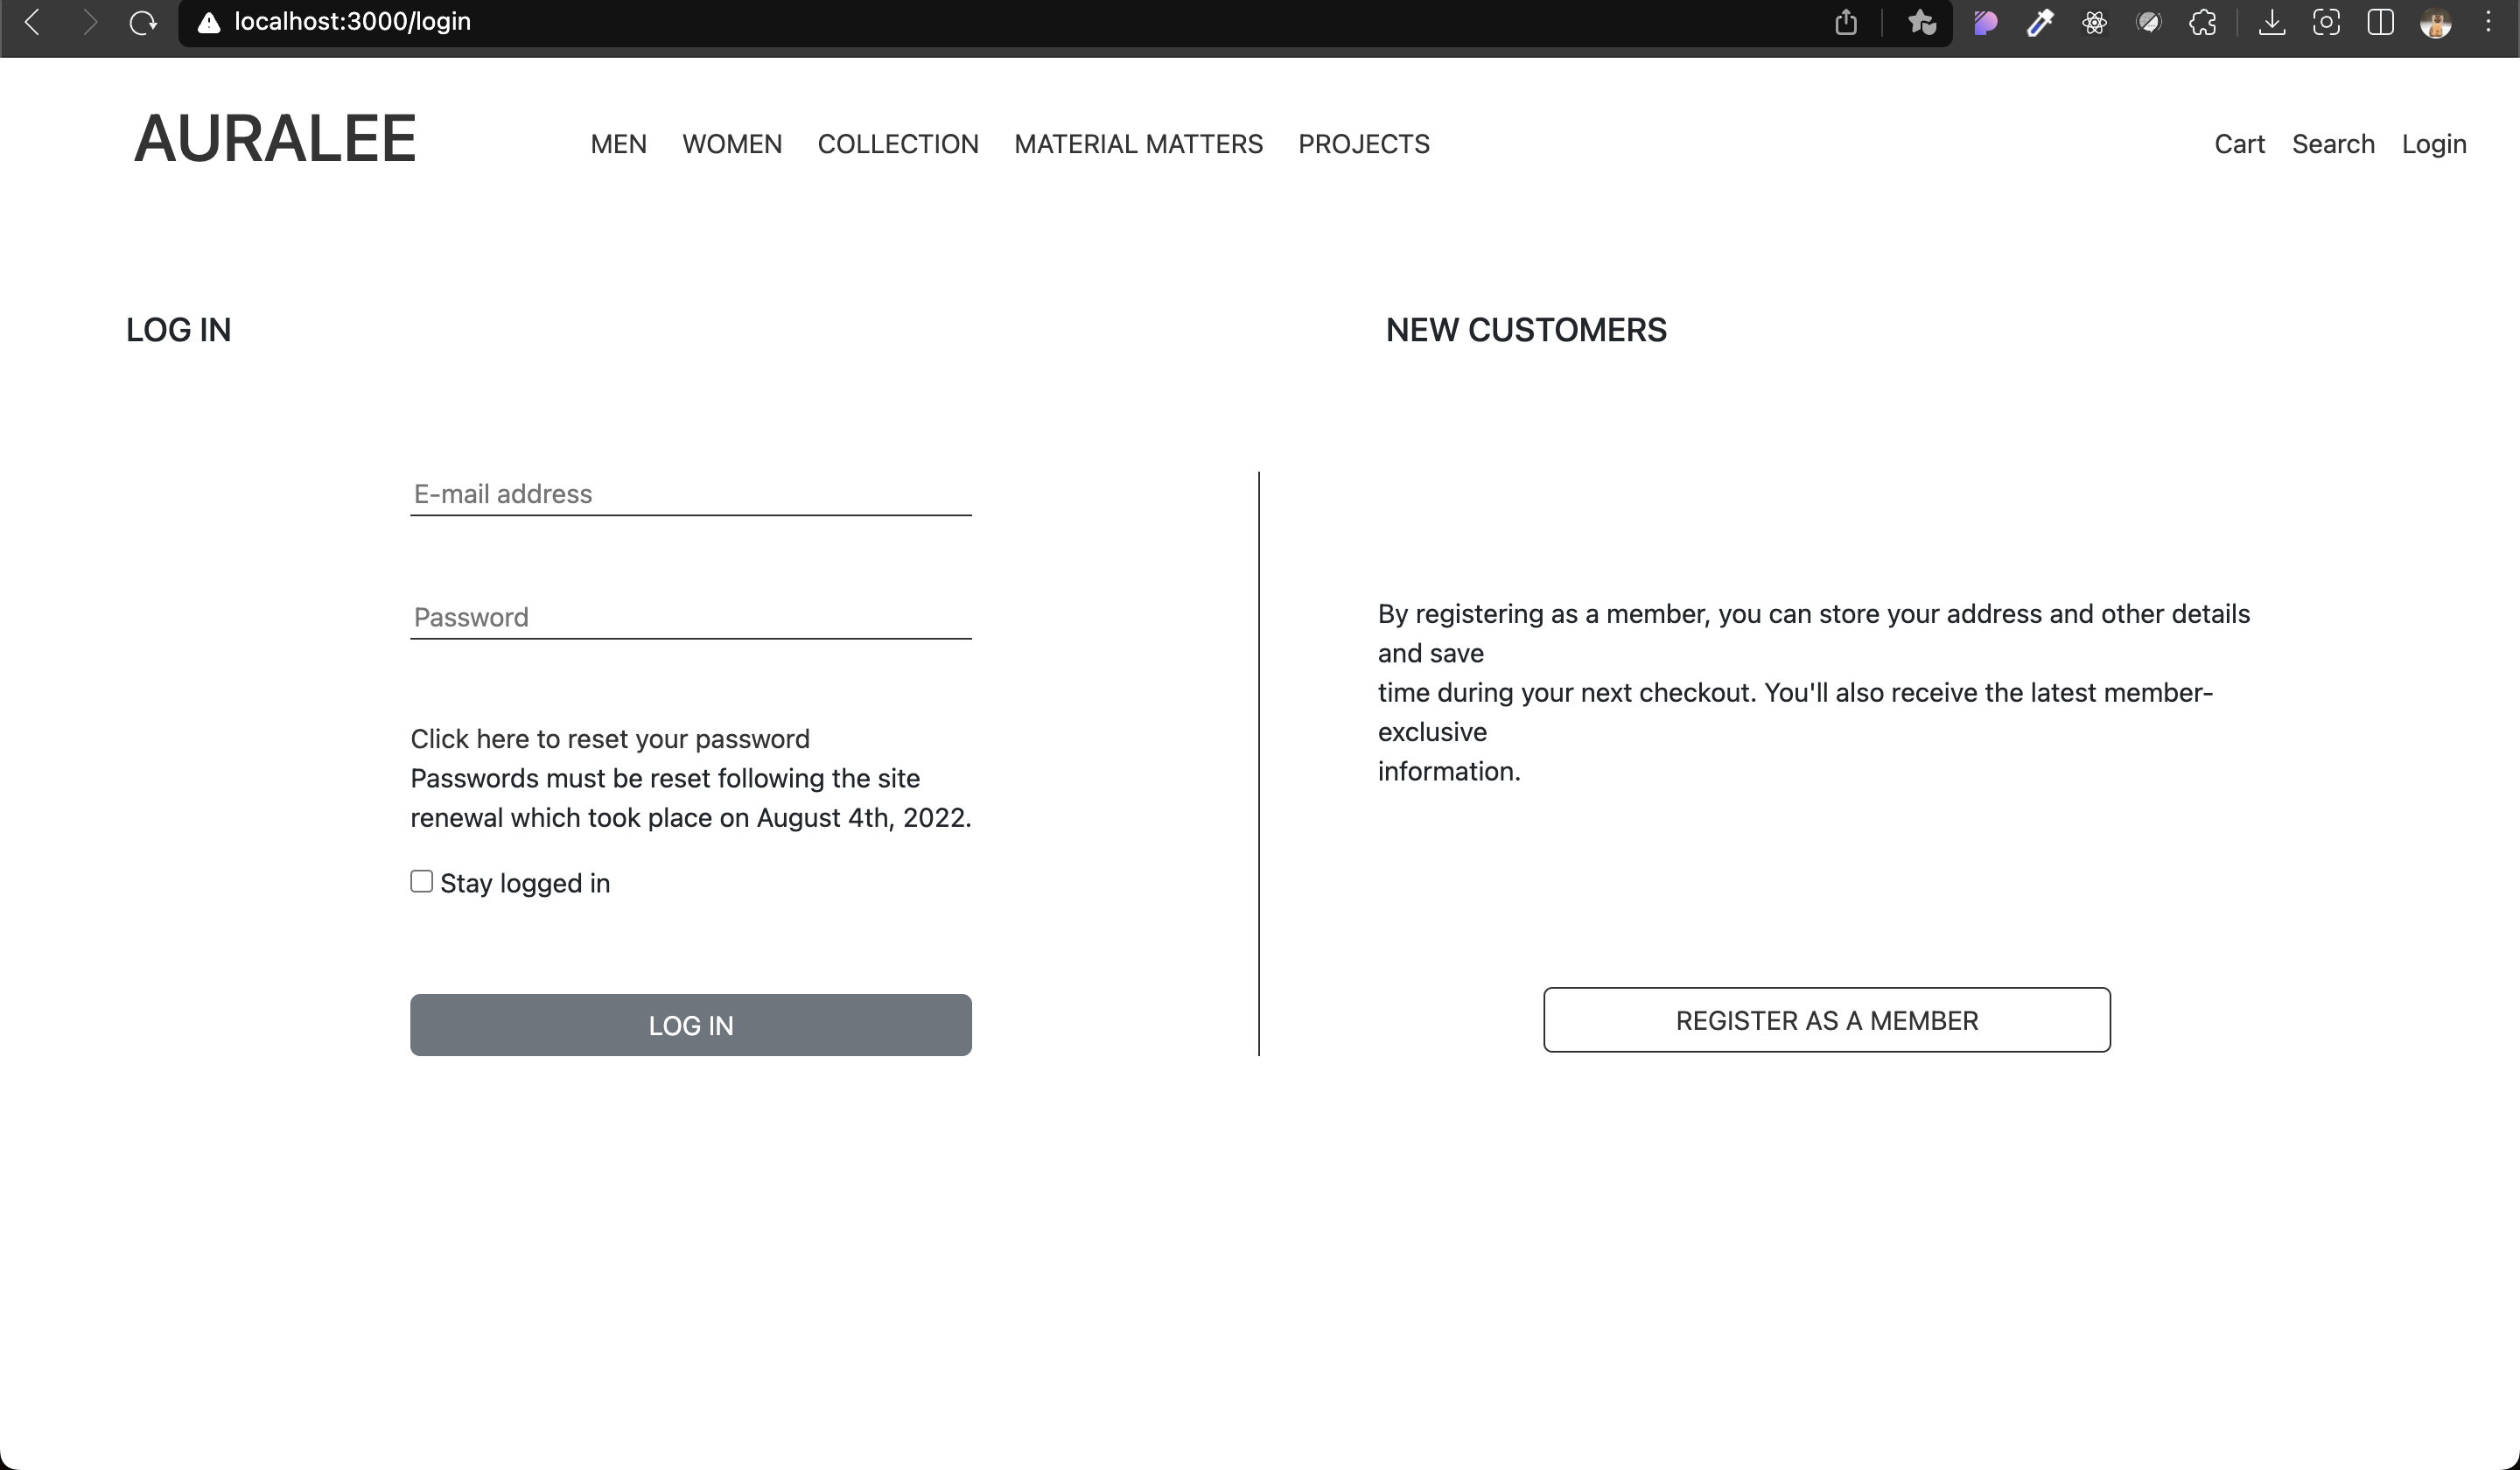 localhost:3000/login
AURALEE
MEN WOMEN COLLECTION MATERIAL MATTERS PROJECTS
Cart Search Login
LOG IN
E-mail address
Password
Click here to reset your password
Passwords must be reset following the site
renewal which took place on August 4th, 2022.
Stay logged in
LOG IN
NEW CUSTOMERS
By registering as a member, you can store your address and other details
and save
time during your next checkout. You'll also receive the latest member-
exclusive
information.
REGISTER AS A MEMBER